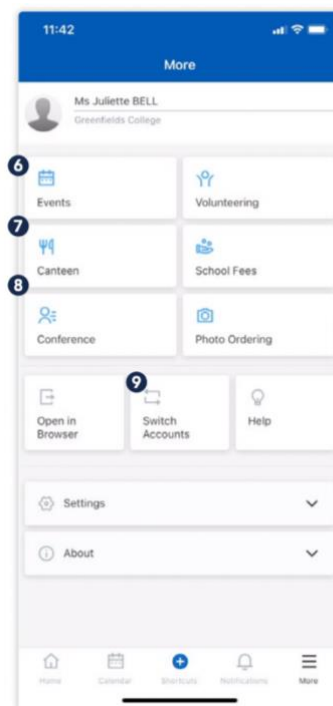 11:42
More
Ms Juliette BELL
Greenfields College
6
Events
Volunteering
7
Canteen
School Fees
8
Conference
Photo Ordering
9
Open in
Browser
Switch
Accounts
Help
Settings
About
Home
Calendar
Shortcuts
Notifications
More